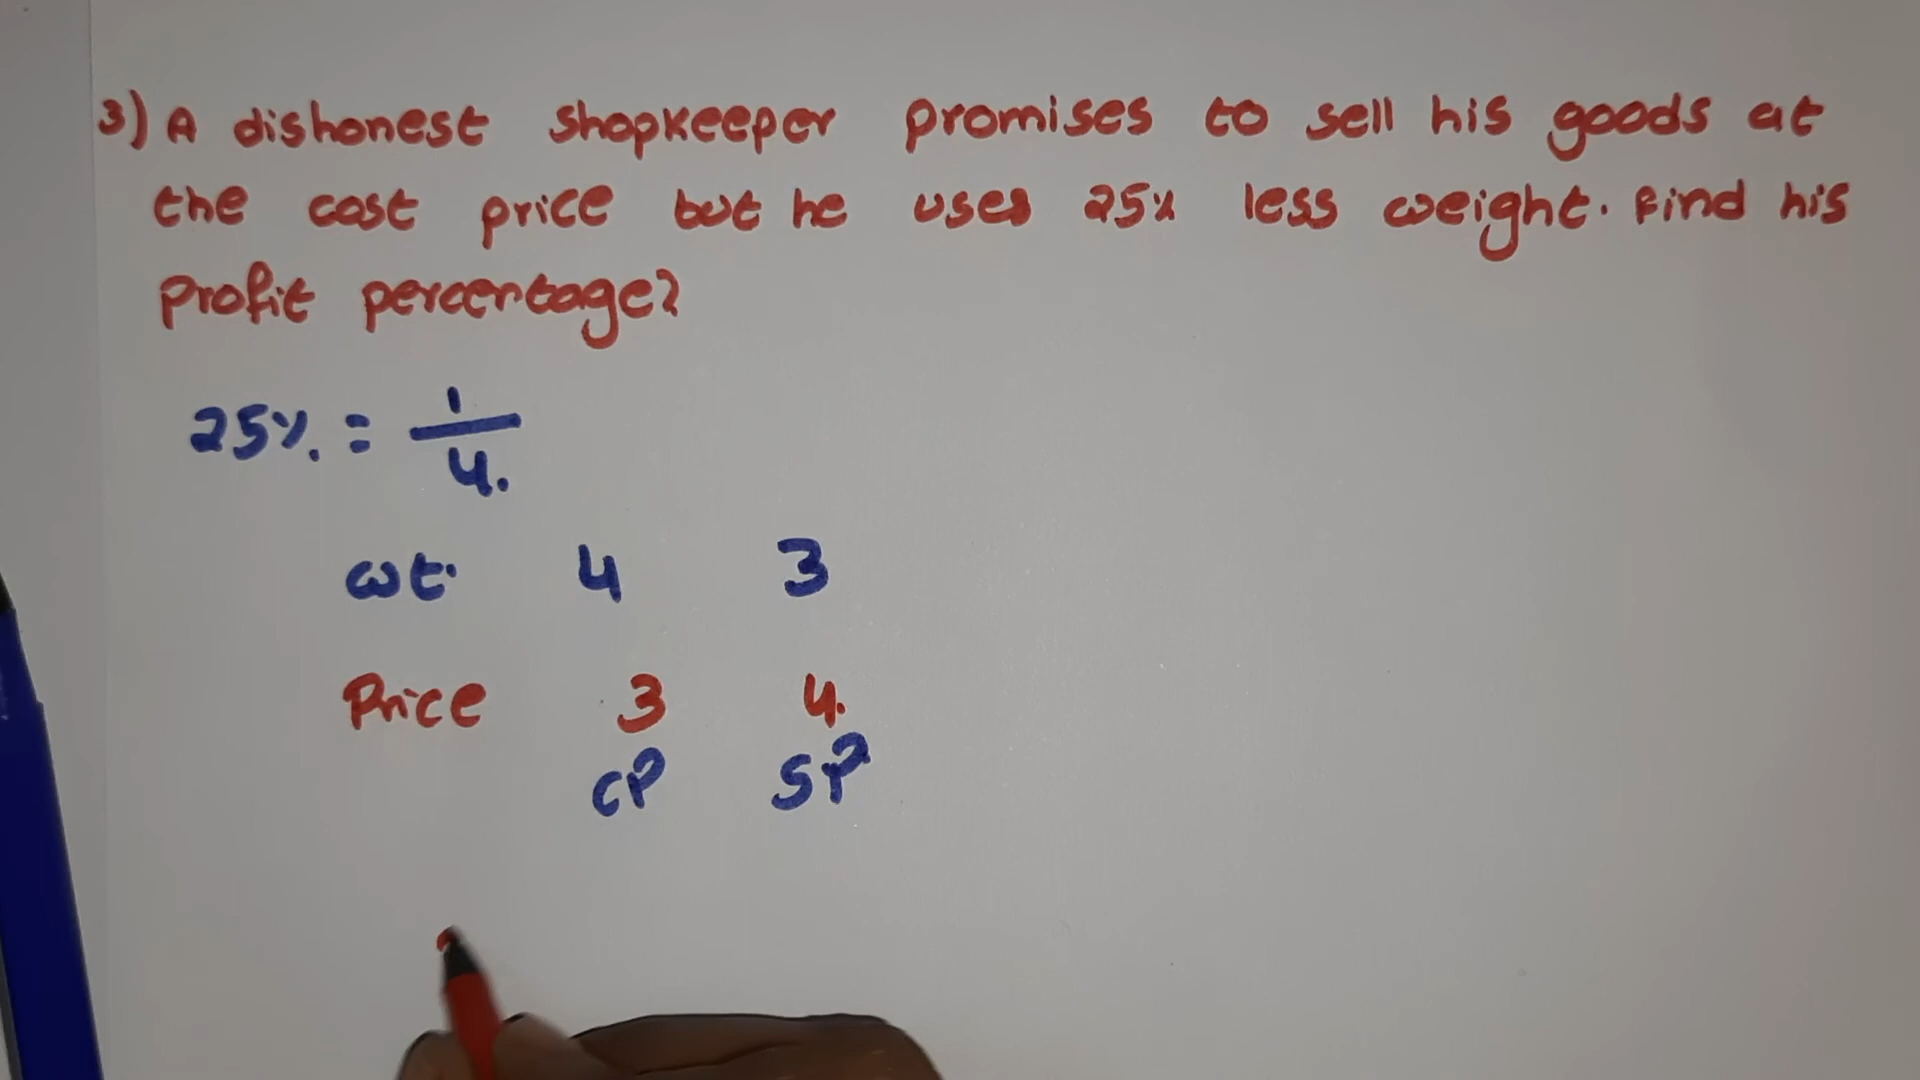 3) A dishonest shopkeeper promises to sell his goods at
the cost price but he uses 25% less weight. Find his
Profit percentage?
25% = 1/4.
wt. 4 3
Price 3 4.
CP SP